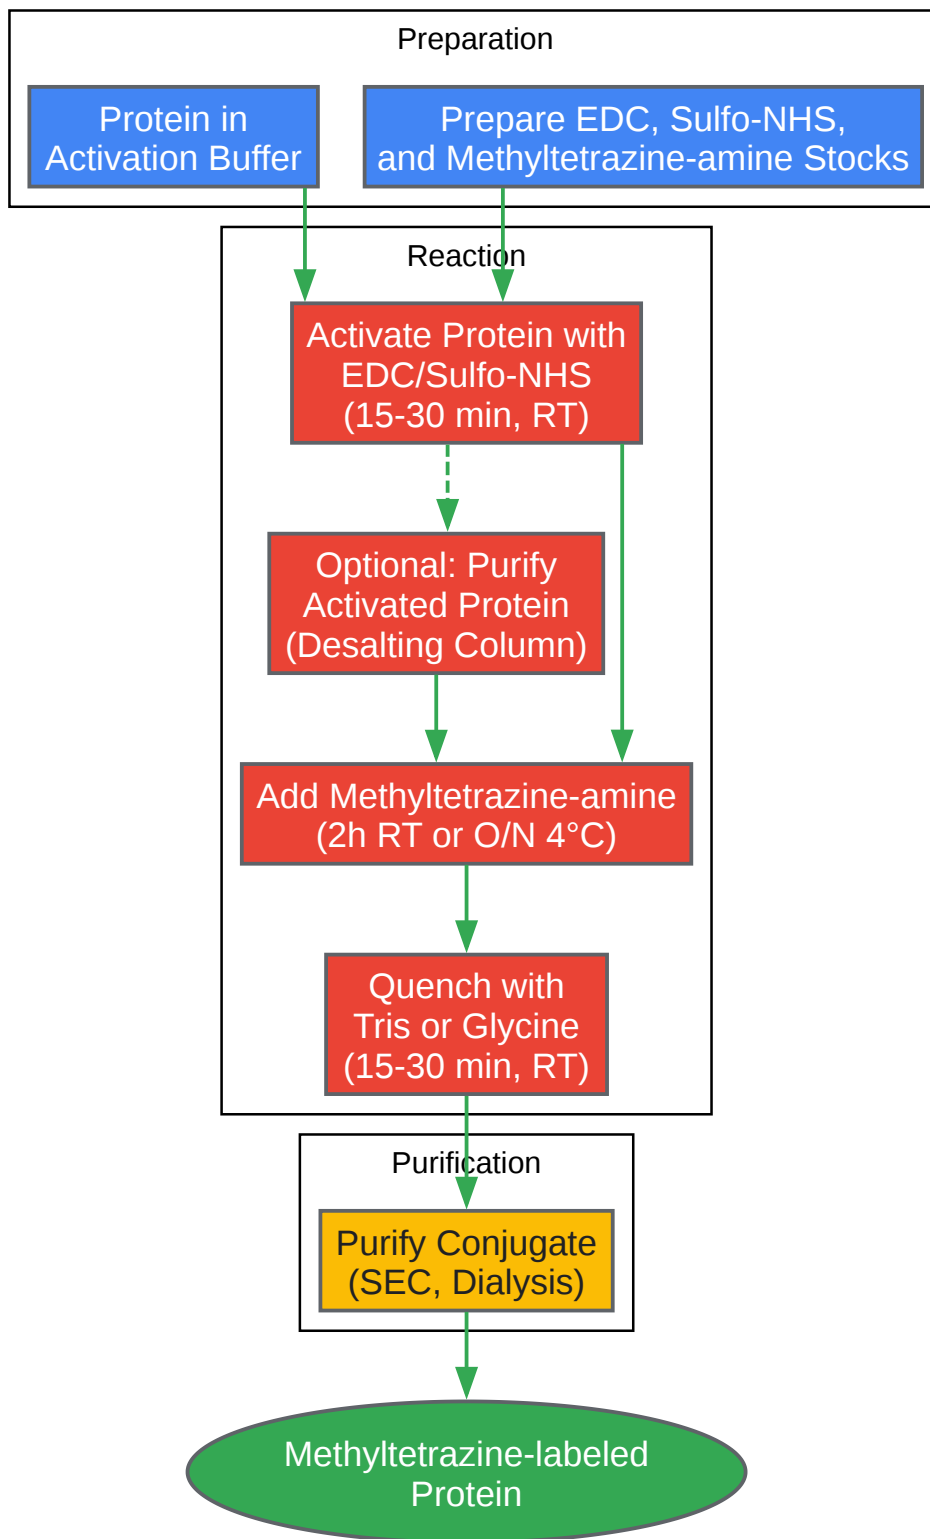 Preparation
Protein in
Activation Buffer
Prepare EDC, Sulfo-NHS,
and Methyltetrazine-amine Stocks
Reaction
Activate Protein with
EDC/Sulfo-NHS
(15-30 min, RT)
Optional: Purify
Activated Protein
(Desalting Column)
Add Methyltetrazine-amine
(2h RT or O/N 4°C)
Quench with
Tris or Glycine
(15-30 min, RT)
Purification
Purify Conjugate
(SEC, Dialysis)
Methyltetrazine-labeled
Protein